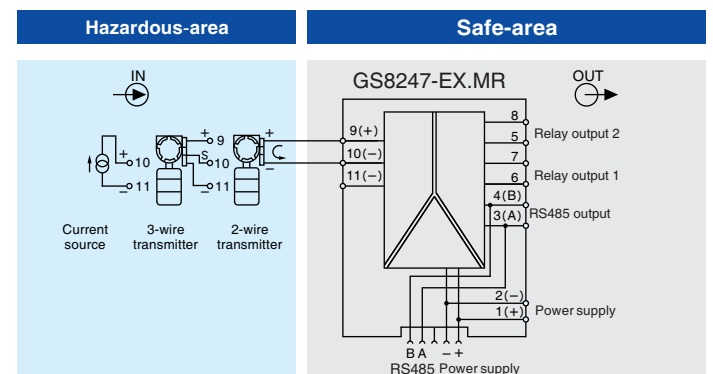 Hazardous-area
Safe-area
IN
GS8247-EX.MR
OUT
+ 9
+ 10
S 10
− 11
− 11
+
−
9(+)
10(−)
11(−)
Current
source
3-wire
transmitter
2-wire
transmitter
8
5
Relay output 2
7
6
Relay output 1
4(B)
3(A)
RS485 output
2(−)
1(+)
Power supply
B A − +
RS485 Power supply